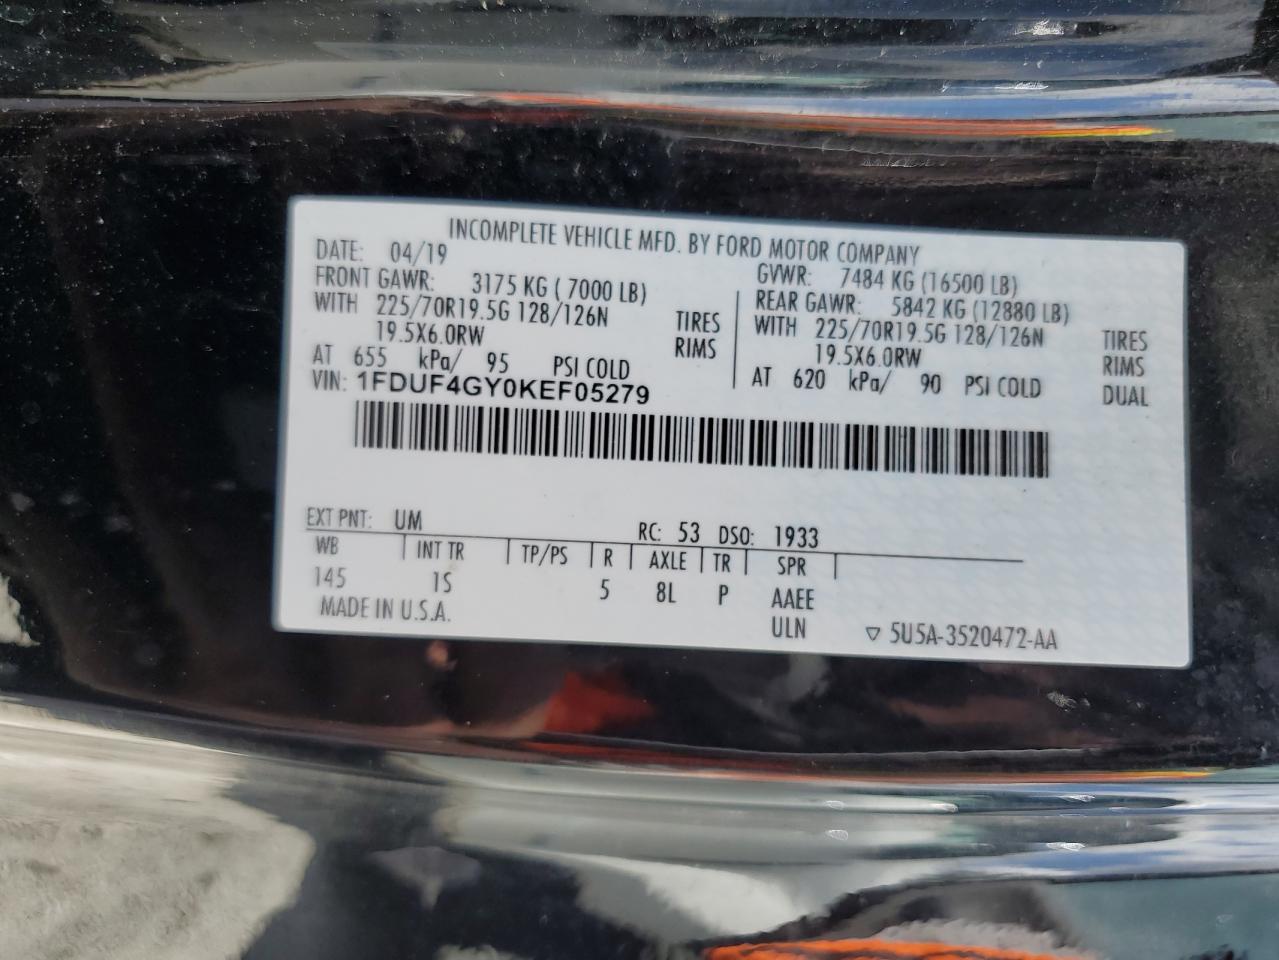 INCOMPLETE VEHICLE MFD. BY FORD MOTOR COMPANY
DATE: 04/19 GVWR: 7484 KG (16500 LB)
FRONT GAWR: 3175 KG ( 7000 LB) REAR GAWR: 5842 KG (12880 LB)
WITH 225/70R19.5G 128/126N TIRES WITH 225/70R19.5G 128/126N TIRES
19.5X6.0RW RIMS 19.5X6.0RW RIMS
AT 655 kPa/ 95 PSI COLD AT 620 kPa/ 90 PSI COLD DUAL
VIN: 1FDUF4GY0KEF05279
EXT PNT: UM RC: 53 DSO: 1933
WB INT TR TP/PS R AXLE TR SPR
145 1S 5 8L P AAEE
MADE IN U.S.A. ULN ▽ 5U5A-3520472-AA